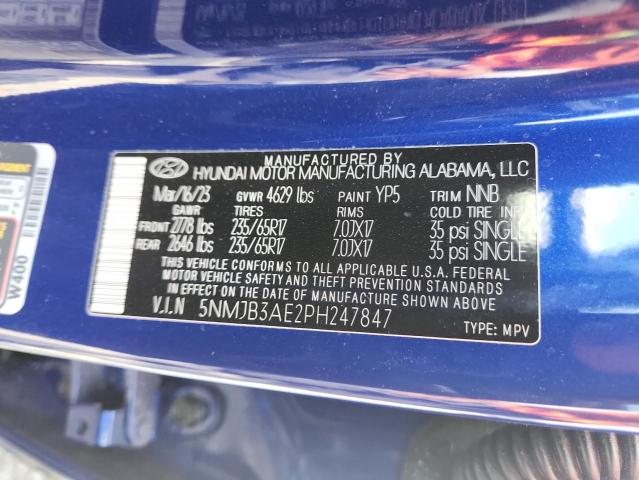 MANUFACTURED BY
HYUNDAI MOTOR MANUFACTURING ALABAMA, LLC
Mar/16/23 GVWR 4629 lbs PAINT YP5 TRIM NNB
GAWR TIRES RIMS COLD TIRE INFL
FRONT 2778 lbs 235/65R17 7.0JX17 35 psi SINGLE
REAR 2646 lbs 235/65R17 7.0JX17 35 psi SINGLE
THIS VEHICLE CONFORMS TO ALL APPLICABLE U.S.A. FEDERAL
MOTOR VEHICLE SAFETY AND THEFT PREVENTION STANDARDS
IN EFFECT ON THE DATE OF MANUFACTURE SHOWN ABOVE.
V.I.N 5NMJB3AE2PH247847
TYPE: MPV
W400